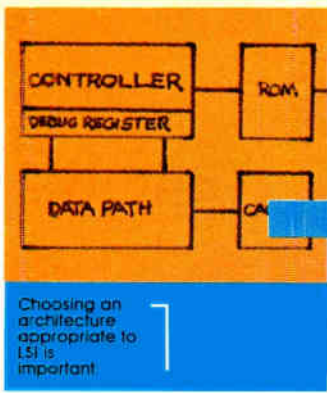 CONTROLLER
ROM
DEBUG REGISTER
DATA PATH
Choosing an
architecture
appropriate to
LSI is
important.